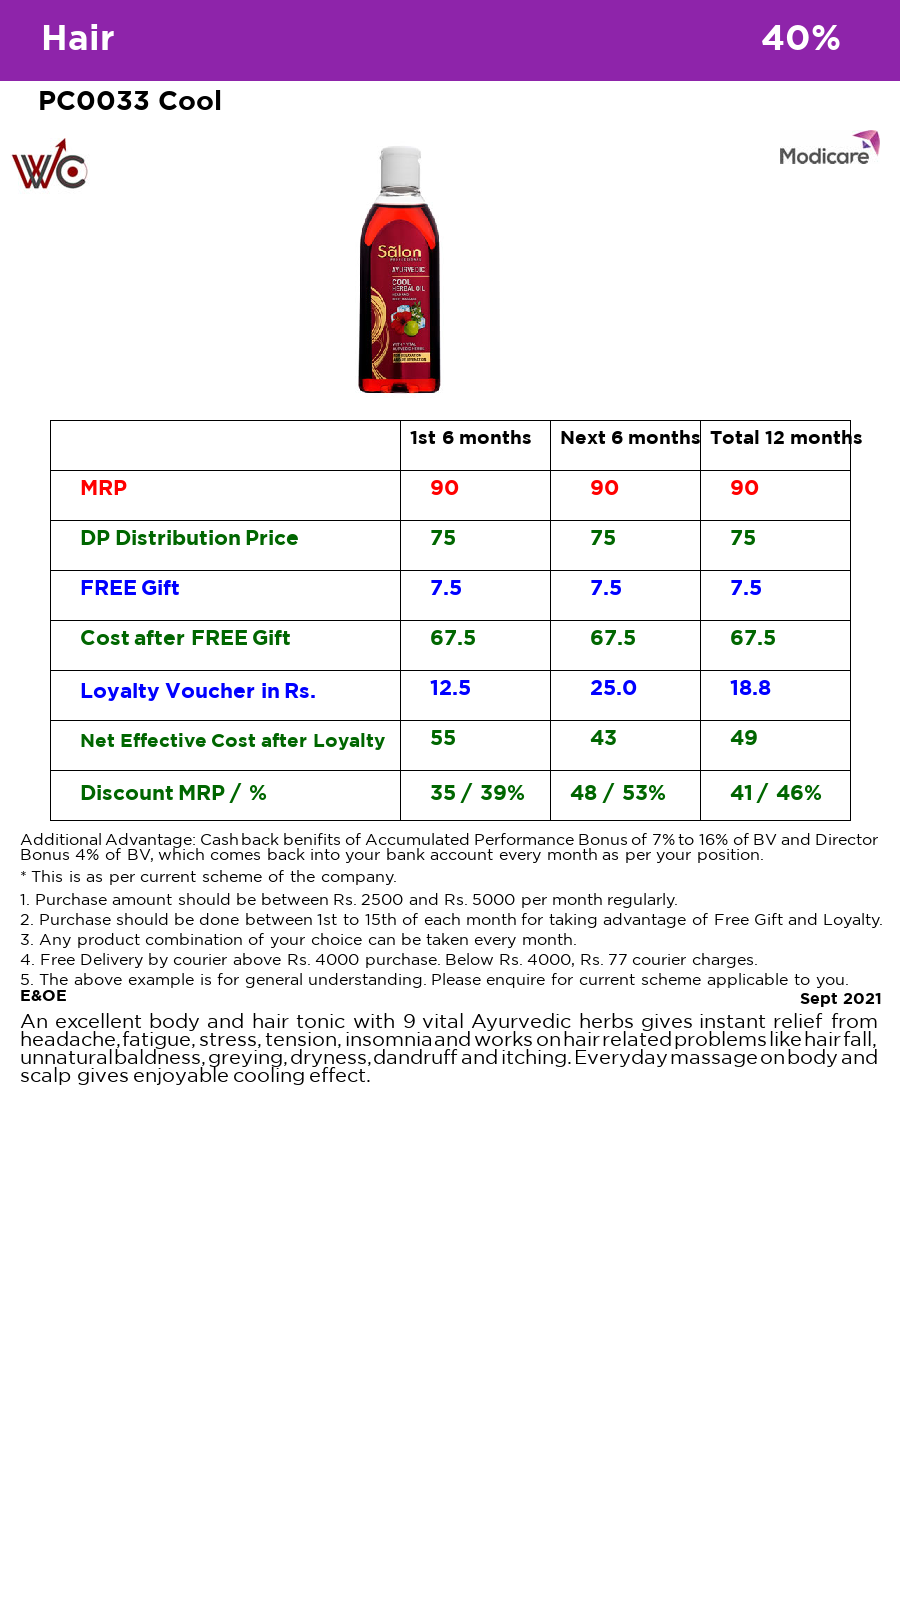 Hair 40%
PC0033 Cool
WC
Modicare
Sãlon
PROFESSIONAL
AYURVEDIC
COOL
HERBAL OIL
1st 6 months Next 6 months Total 12 months
MRP 90 90 90
DP Distribution Price 75 75 75
FREE Gift 7.5 7.5 7.5
Cost after FREE Gift 67.5 67.5 67.5
Loyalty Voucher in Rs. 12.5 25.0 18.8
Net Effective Cost after Loyalty 55 43 49
Discount MRP / % 35 / 39% 48 / 53% 41 / 46%
Additional Advantage: Cash back benifits of Accumulated Performance Bonus of 7% to 16% of BV and Director
Bonus 4% of BV, which comes back into your bank account every month as per your position.
* This is as per current scheme of the company.
1. Purchase amount should be between Rs. 2500 and Rs. 5000 per month regularly.
2. Purchase should be done between 1st to 15th of each month for taking advantage of Free Gift and Loyalty.
3. Any product combination of your choice can be taken every month.
4. Free Delivery by courier above Rs. 4000 purchase. Below Rs. 4000, Rs. 77 courier charges.
5. The above example is for general understanding. Please enquire for current scheme applicable to you.
E&OE Sept 2021
An excellent body and hair tonic with 9 vital Ayurvedic herbs gives instant relief from
headache, fatigue, stress, tension, insomnia and works on hair related problems like hair fall,
unnatural baldness, greying, dryness, dandruff and itching. Everyday massage on body and
scalp gives enjoyable cooling effect.